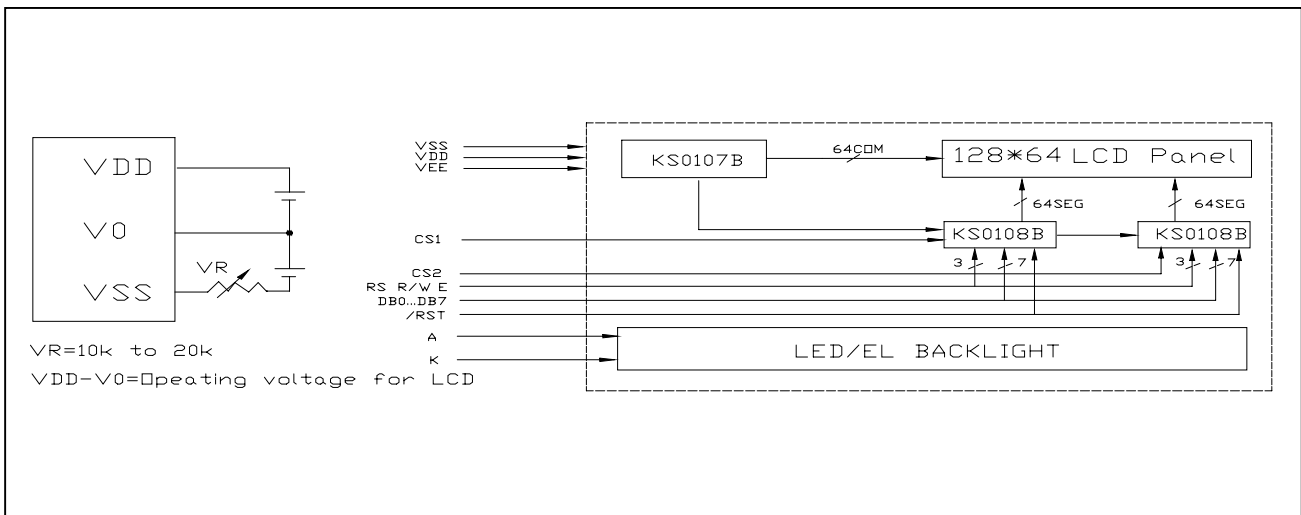 VDD
V0
VSS
VR
VR=10k to 20k
VDD-V0=Opeating voltage for LCD
VSS
VDD
VEE
CS1
CS2
RS R/W E
DB0...DB7
/RST
A
K
KS0107B
64COM
128*64 LCD Panel
64SEG
64SEG
KS0108B
KS0108B
3
7
3
7
LED/EL BACKLIGHT